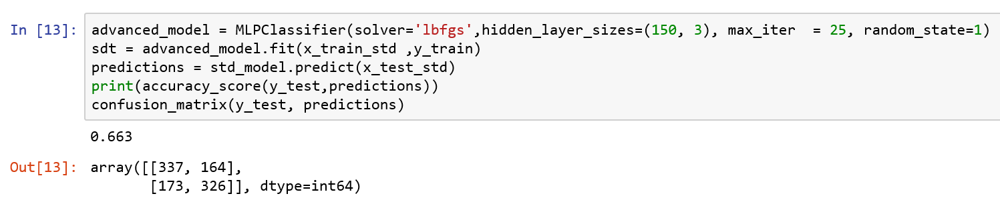 In [13]: advanced_model = MLPClassifier(solver='lbfgs',hidden_layer_sizes=(150, 3), max_iter  = 25, random_state=1)
sdt = advanced_model.fit(x_train_std ,y_train)
predictions = std_model.predict(x_test_std)
print(accuracy_score(y_test,predictions))
confusion_matrix(y_test, predictions)
0.663
Out[13]: array([[337, 164],
[173, 326]], dtype=int64)